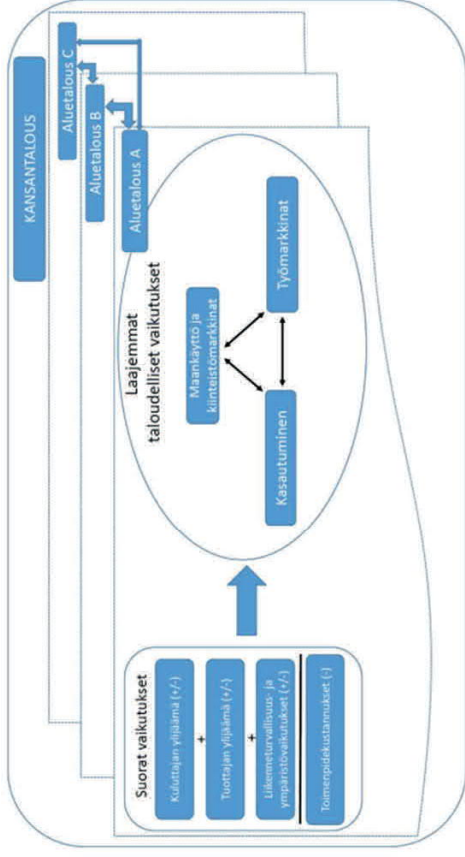 KANSANTALOUS
Aluetalous C
Aluetalous B
Aluetalous A
Suorat vaikutukset
Kuluttajan ylijäämä (+/-)
+
Tuottajan ylijäämä (+/-)
+
Liikenneturvallisuus- ja
ympäristövaikutukset (+/-)
Toimenpidekustannukset (-)
Laajemmat
taloudelliset vaikutukset
Maankäyttö ja
kiinteistömarkkinat
Kasautuminen
Työmarkkinat